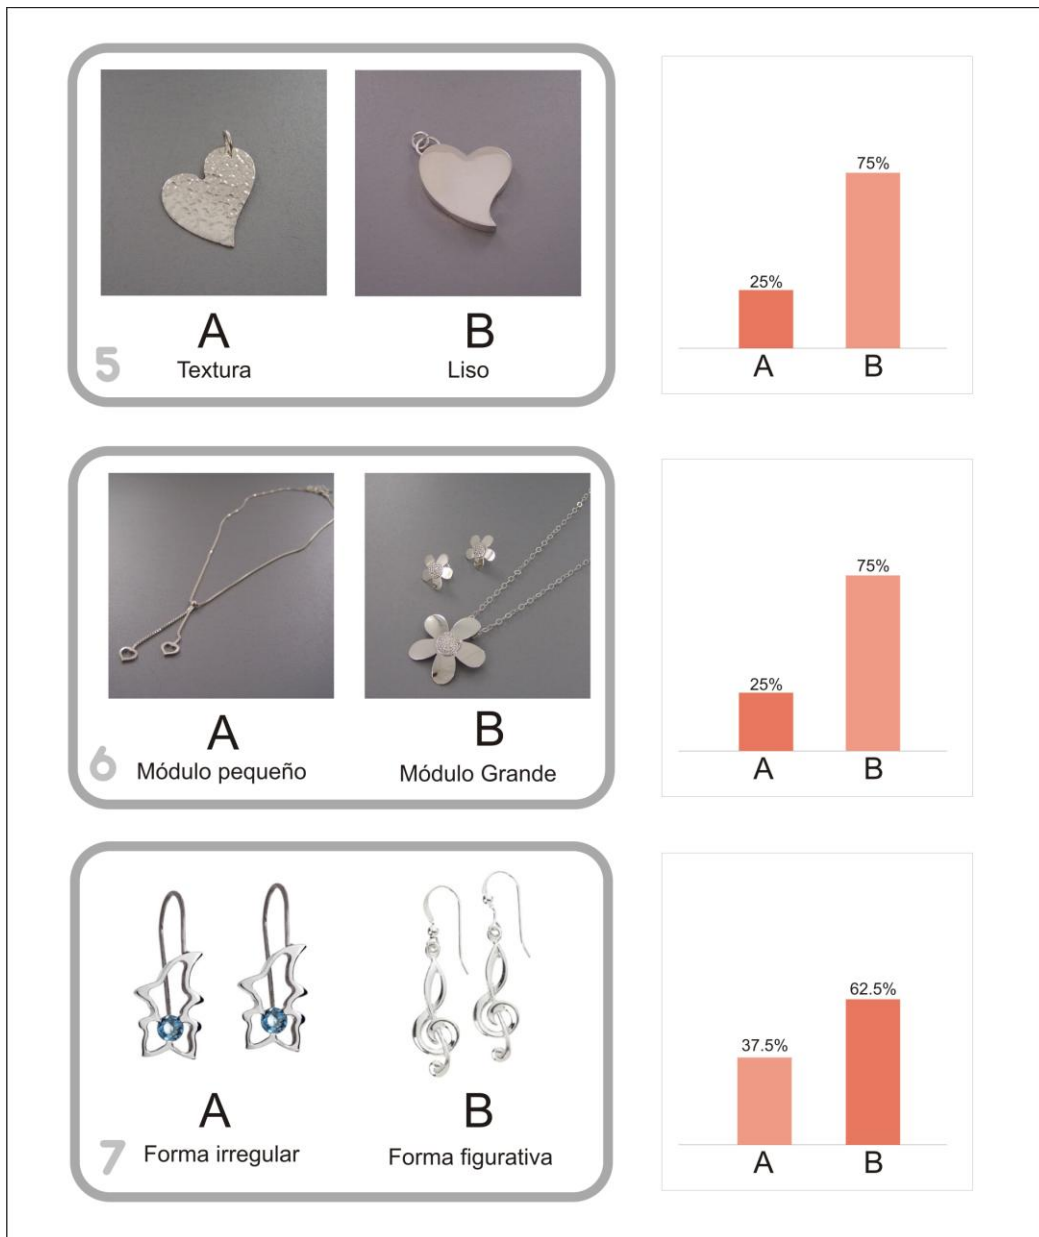 A
Textura
B
Liso
5
75%
25%
A
B
A
Módulo pequeño
B
Módulo Grande
6
75%
25%
A
B
A
Forma irregular
B
Forma figurativa
7
62.5%
37.5%
A
B